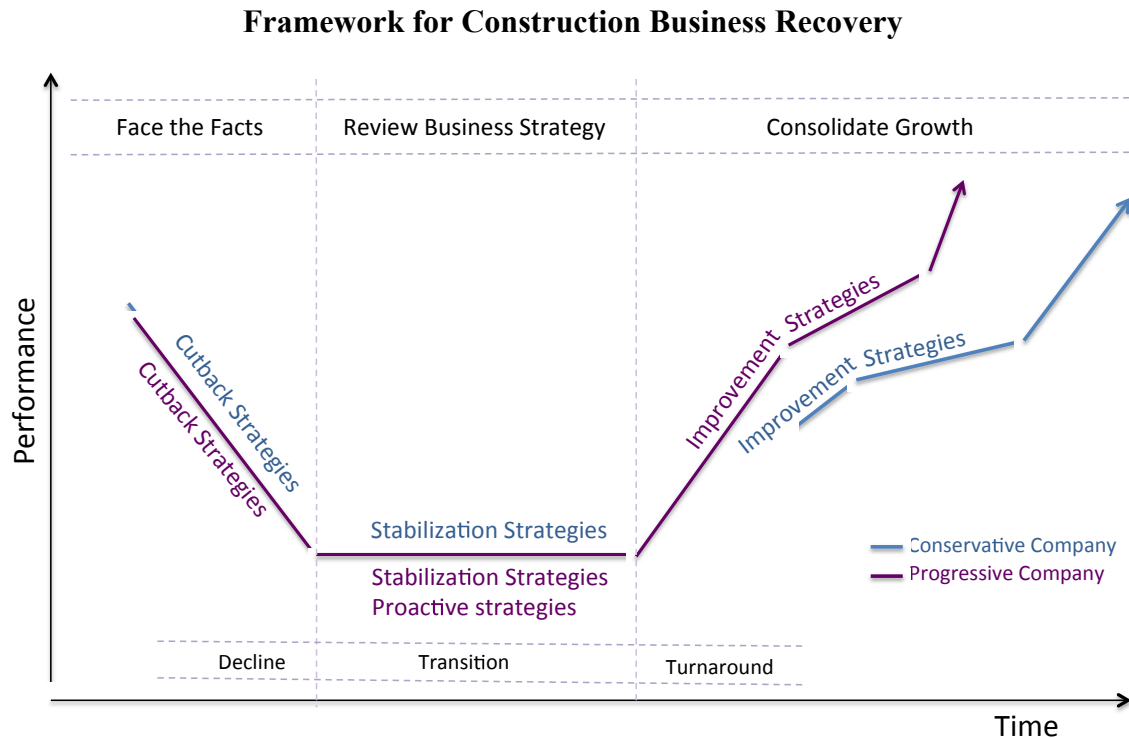 Framework for Construction Business Recovery
Face the Facts
Review Business Strategy
Consolidate Growth
Performance
Cutback Strategies
Cutback Strategies
Stabilization Strategies
Stabilization Strategies
Proactive strategies
Improvement Strategies
Improvement Strategies
Conservative Company
Progressive Company
Decline
Transition
Turnaround
Time